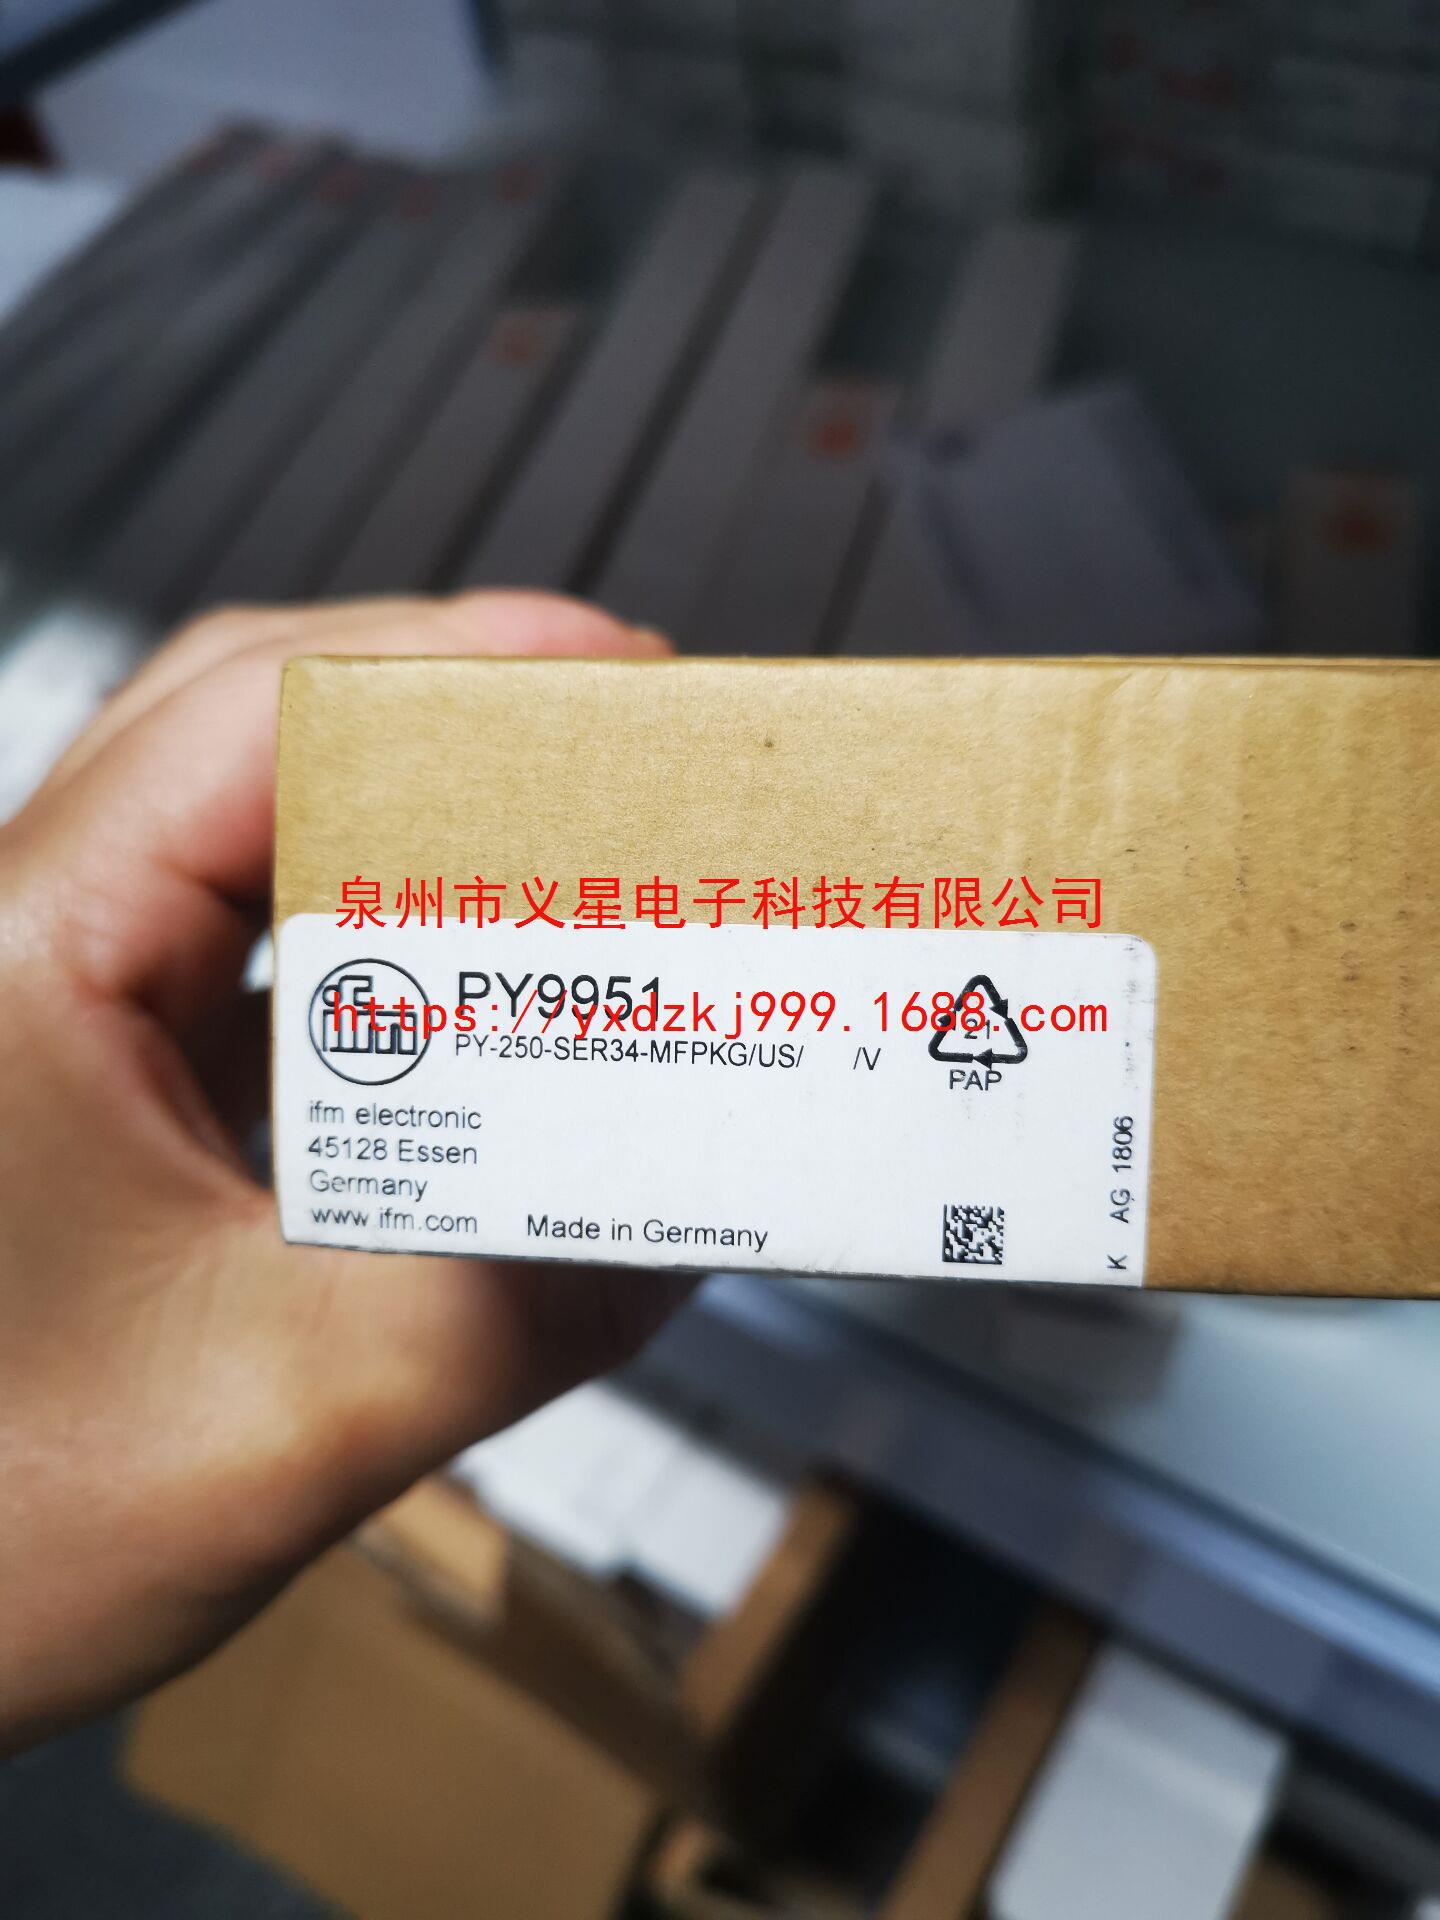 泉州市义星电子科技有限公司
ifm
PY9951
https://yxdzkj999.1688.com
PY-250-SER34-MFPKG/US/ /V
21
PAP
ifm electronic
45128 Essen
Germany
www.ifm.com
Made in Germany
K AG 1806